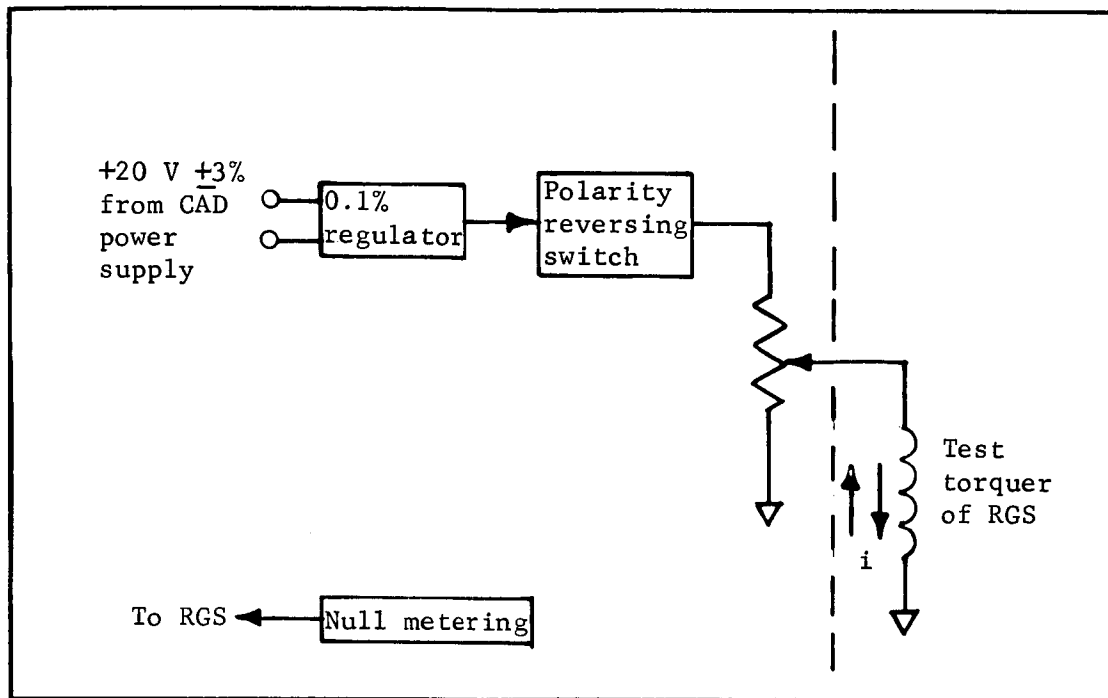 +20 V ±3%
from CAD
power
supply
0.1%
regulator
Polarity
reversing
switch
Test
torquer
of RGS
i
To RGS
Null metering